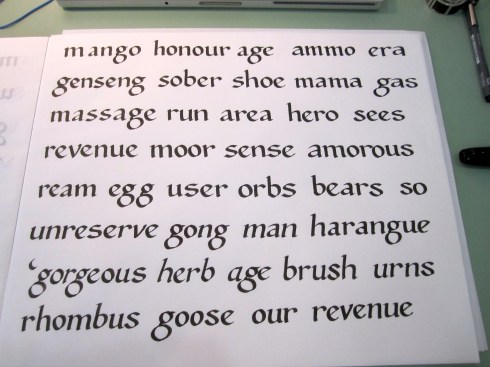 mango honour age ammo era
genseng sober shoe mama gas
massage run area hero sees
revenue moor sense amorous
ream egg user orbs bears so
unreserve gong man harangue
‘gorgeous herb age brush urns
rhombus goose our revenue